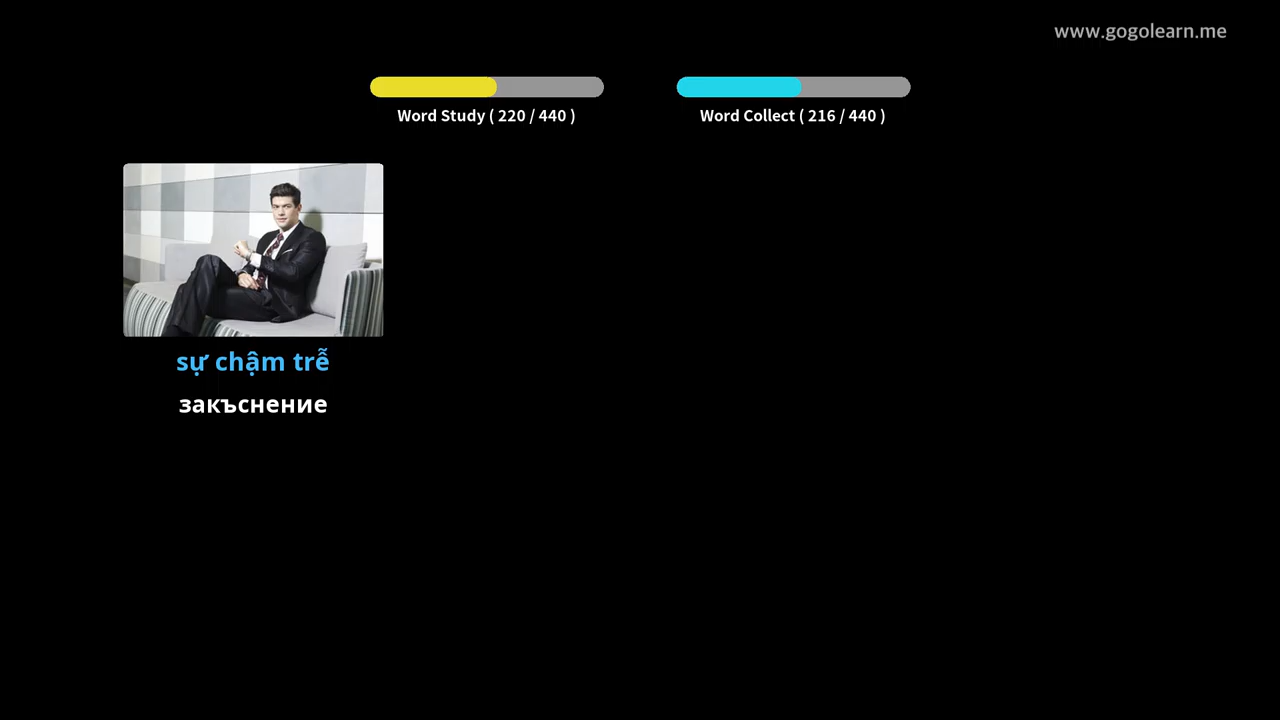 www.gogolearn.me
Word Study ( 220 / 440 )
Word Collect ( 216 / 440 )
sự chậm trễ
закъснение